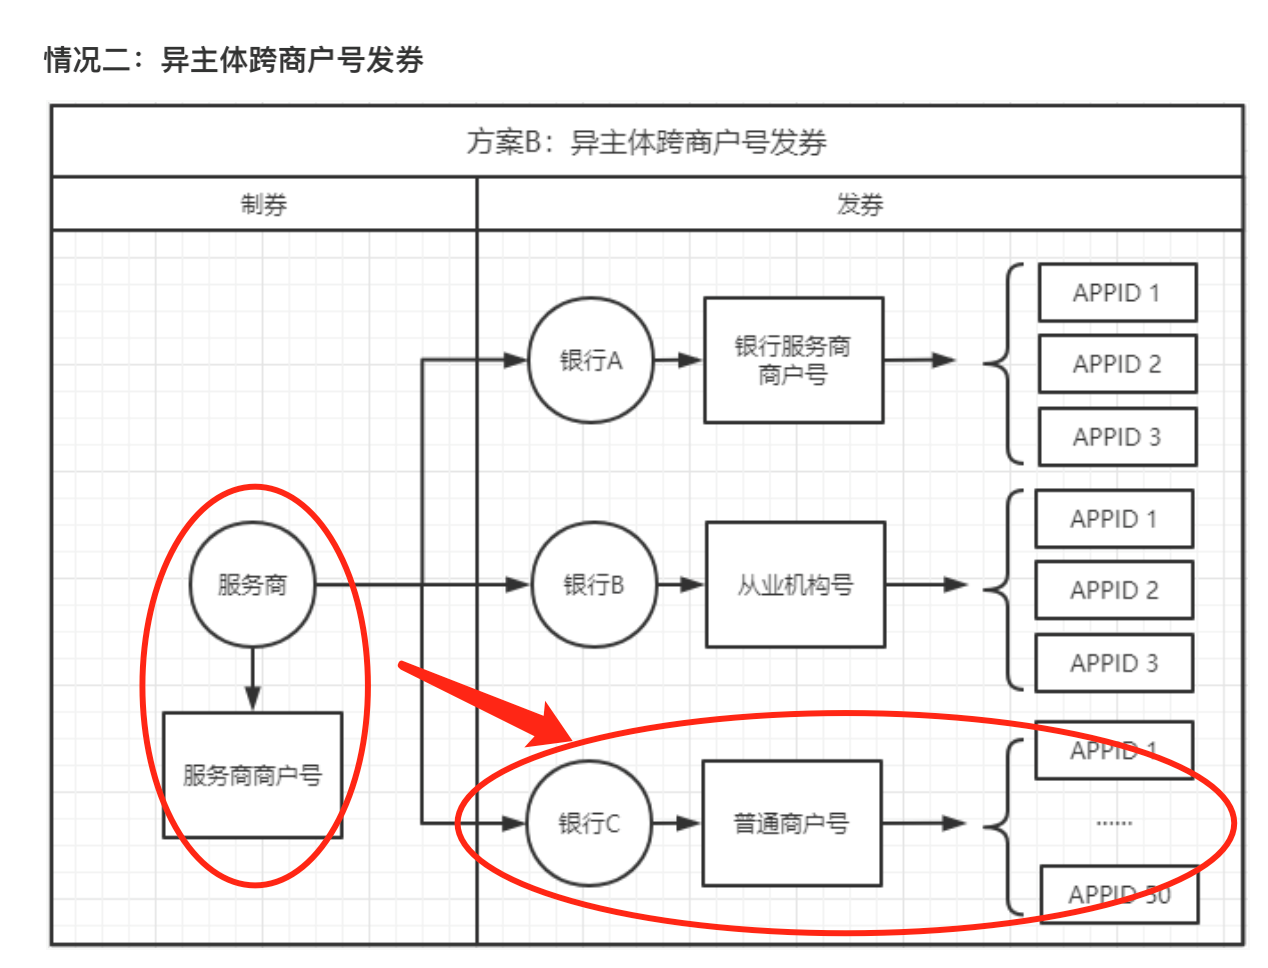 情况二：异主体跨商户号发券
方案B：异主体跨商户号发券
制券
发券
银行A
银行服务商
商户号
APPID 1
APPID 2
APPID 3
服务商
银行B
从业机构号
APPID 1
APPID 2
APPID 3
服务商商户号
银行C
普通商户号
APPID 1
······
APPID 50